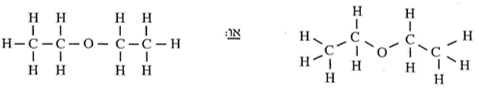 H H H H
H–C–C–O–C–C–H
H H H H
או:
H H
H C C H
H C O C H
H H H
H H